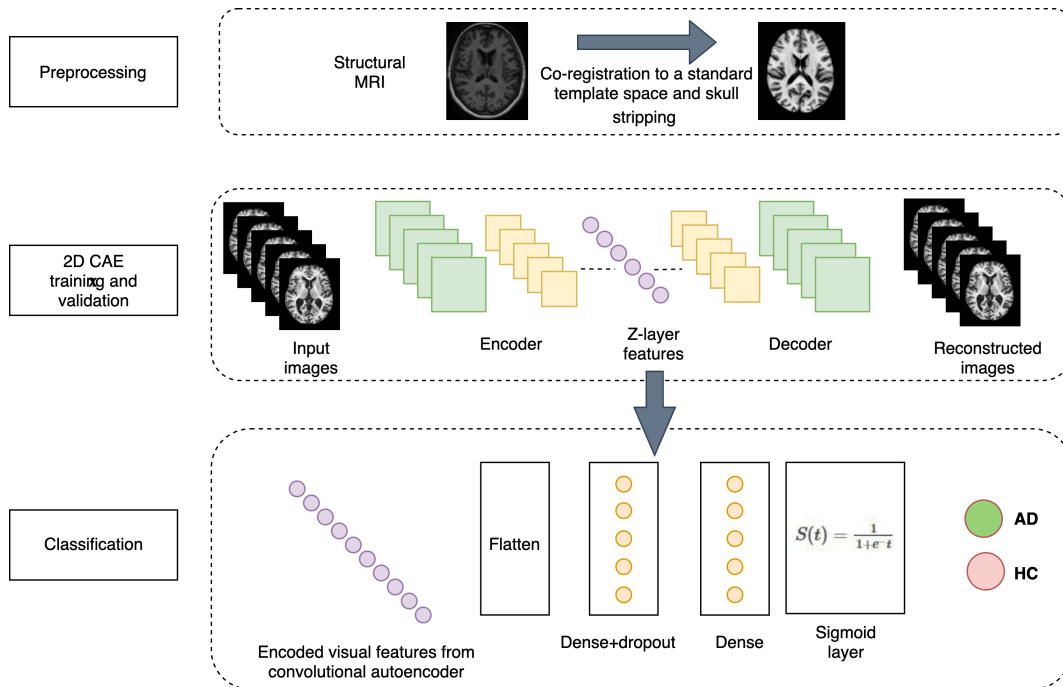 Preprocessing
Structural
MRI
Co-registration to a standard
template space and skull
stripping
2D CAE
training and
validation
Input
images
Encoder
Z-layer
features
Decoder
Reconstructed
images
Classification
Encoded visual features from
convolutional autoencoder
Flatten
Dense+dropout
Dense
S(t) = 1 / 1+e^-t
Sigmoid
layer
AD
HC